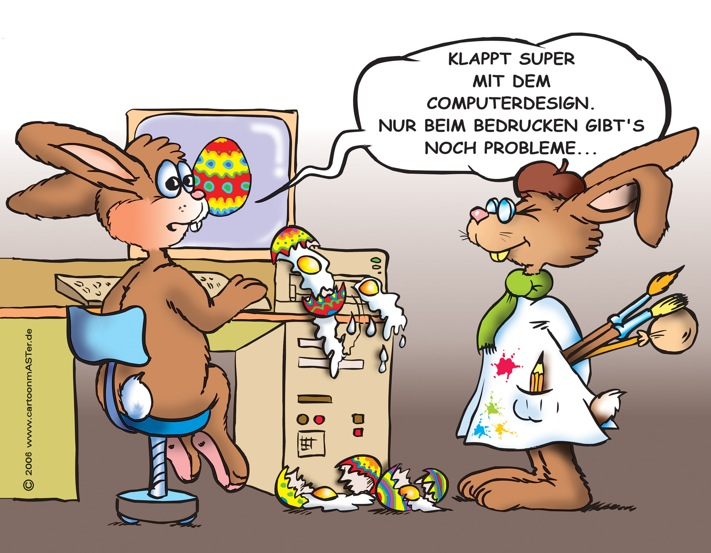 KLAPPT SUPER
MIT DEM
COMPUTERDESIGN.
NUR BEIM BEDRUCKEN GIBT'S
NOCH PROBLEME...
© 2006 www.cartoonmASTer.de